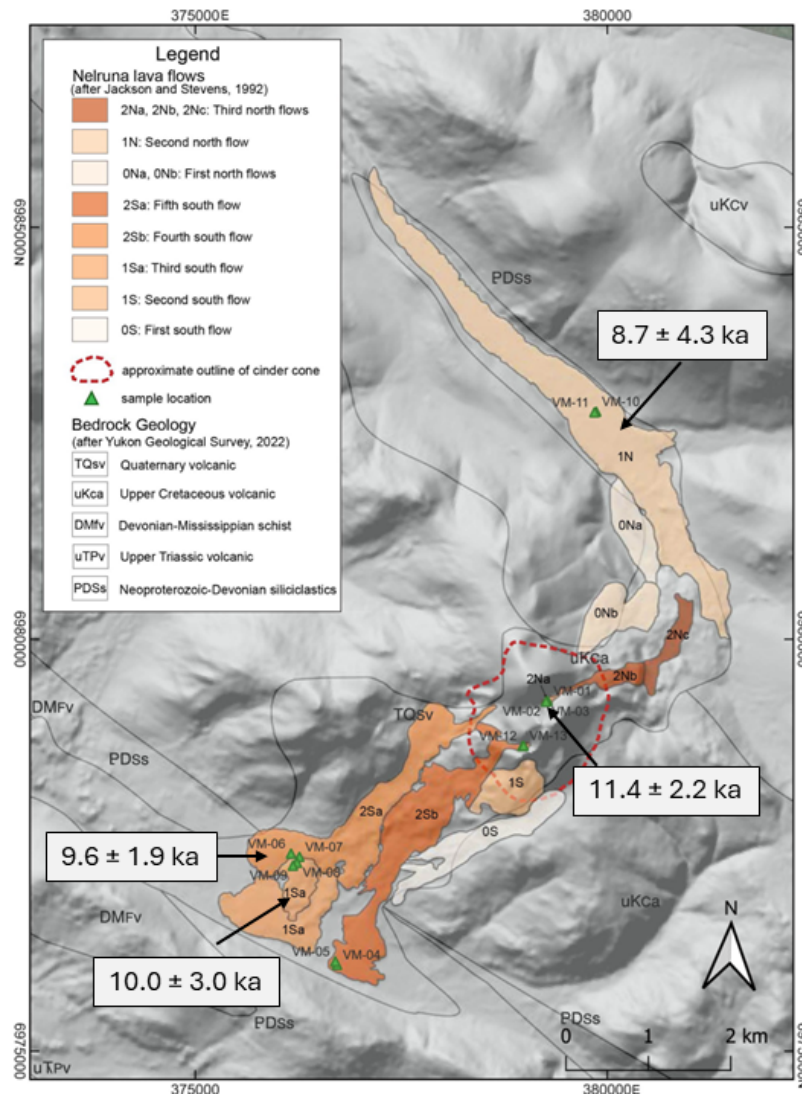 375000E
380000E
Legend
Nelruna lava flows
(after Jackson and Stevens, 1992)
2Na, 2Nb, 2Nc: Third north flows
1N: Second north flow
0Na, 0Nb: First north flows
2Sa: Fifth south flow
2Sb: Fourth south flow
1Sa: Third south flow
1S: Second south flow
0S: First south flow
approximate outline of cinder cone
sample location
Bedrock Geology
(after Yukon Geological Survey, 2022)
TQsv Quaternary volcanic
uKca Upper Cretaceous volcanic
DMfv Devonian-Mississippian schist
uTPv Upper Triassic volcanic
PDSs Neoproterozoic-Devonian siliciclastics
uKcv
6985000
N
PDSs
8.7 ± 4.3 ka
VM-11 VM-10
1N
0Na
0Nb
2Nc
6980000
uKca
2Na
2Nb
VM-01
VM-02 VM-03
DMFv
TQSv
VM-12 VM-13
PDSs
1S
11.4 ± 2.2 ka
2Sa
2Sb
0S
9.6 ± 1.9 ka
VM-06 VM-07
VM-09 VM-08
1Sa
uKca
DMFv
1Sa
N
VM-05 VM-04
10.0 ± 3.0 ka
PDSs
PDSs
0 1 2 km
6975000
uTPv
375000
380000E